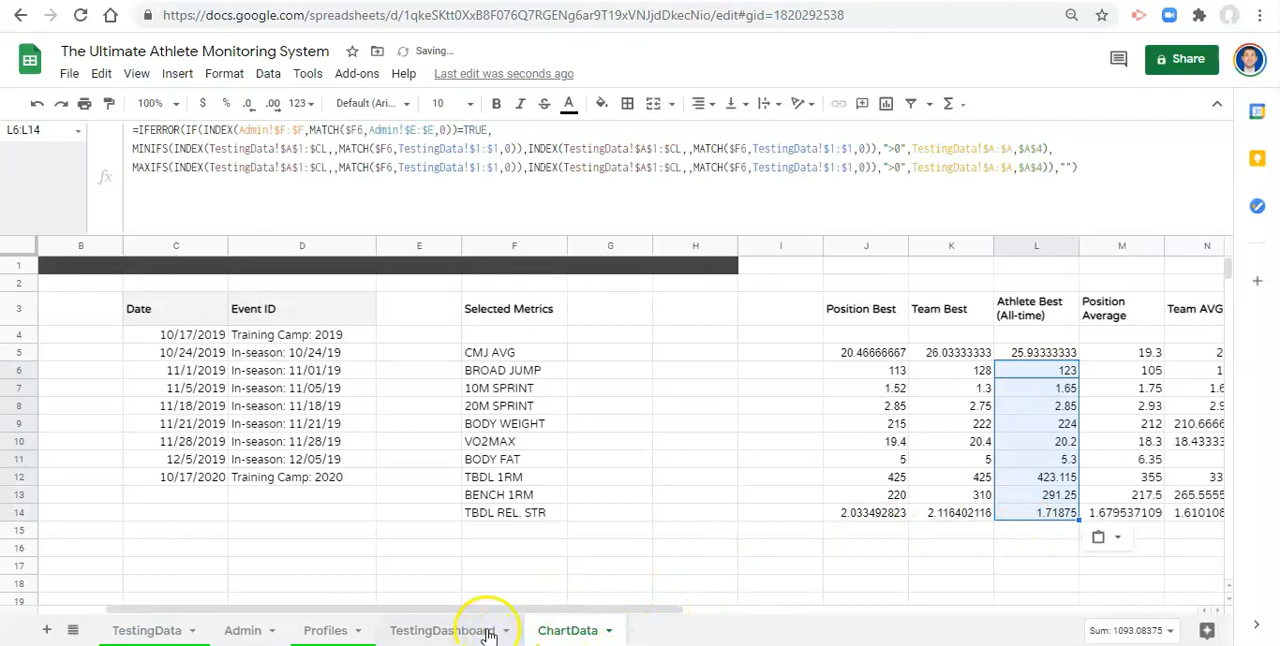 https://docs.google.com/spreadsheets/d/1qkeSKtt0XxB8F076Q7RGENg6ar9T19xVNJjdDkecNio/edit#gid=1820292538
The Ultimate Athlete Monitoring System Saving...
File Edit View Insert Format Data Tools Add-ons Help Last edit was seconds ago
Share
100% $ % .0 .00 123 Default (Ari... 10 B I S A
L6:L14
=IFERROR(IF(INDEX(Admin!$F:$F,MATCH($F6,Admin!$E:$E,0))=TRUE,
MINIFS(INDEX(TestingData!$A$1:$CL,,MATCH($F6,TestingData!$1:$1,0)),INDEX(TestingData!$A$1:$CL,,MATCH($F6,TestingData!$1:$1,0)),">0",TestingData!$A:$A,$A$4),
MAXIFS(INDEX(TestingData!$A$1:$CL,,MATCH($F6,TestingData!$1:$1,0)),INDEX(TestingData!$A$1:$CL,,MATCH($F6,TestingData!$1:$1,0)),">0",TestingData!$A:$A,$A$4)),"")
fx
B C D E F G H I J K L M N
1
2
3 Date Event ID Selected Metrics Position Best Team Best Athlete Best (All-time) Position Average Team AVG
4 10/17/2019 Training Camp: 2019
5 10/24/2019 In-season: 10/24/19 CMJ AVG 20.46666667 26.03333333 25.93333333 19.3 2
6 11/1/2019 In-season: 11/01/19 BROAD JUMP 113 128 123 105 1
7 11/5/2019 In-season: 11/05/19 10M SPRINT 1.52 1.3 1.65 1.75 1.6
8 11/18/2019 In-season: 11/18/19 20M SPRINT 2.85 2.75 2.85 2.93 2.9
9 11/21/2019 In-season: 11/21/19 BODY WEIGHT 215 222 224 212 210.6666
10 11/28/2019 In-season: 11/28/19 VO2MAX 19.4 20.4 20.2 18.3 18.43333
11 12/5/2019 In-season: 12/05/19 BODY FAT 5 5 5.3 6.35
12 10/17/2020 Training Camp: 2020 TBDL 1RM 425 425 423.115 355 33
13 BENCH 1RM 220 310 291.25 217.5 265.5555
14 TBDL REL. STR 2.033492823 2.116402116 1.71875 1.679537109 1.610108
15
16
17
18
19
TestingData Admin Profiles TestingDashboard ChartData Sum: 1093.08375